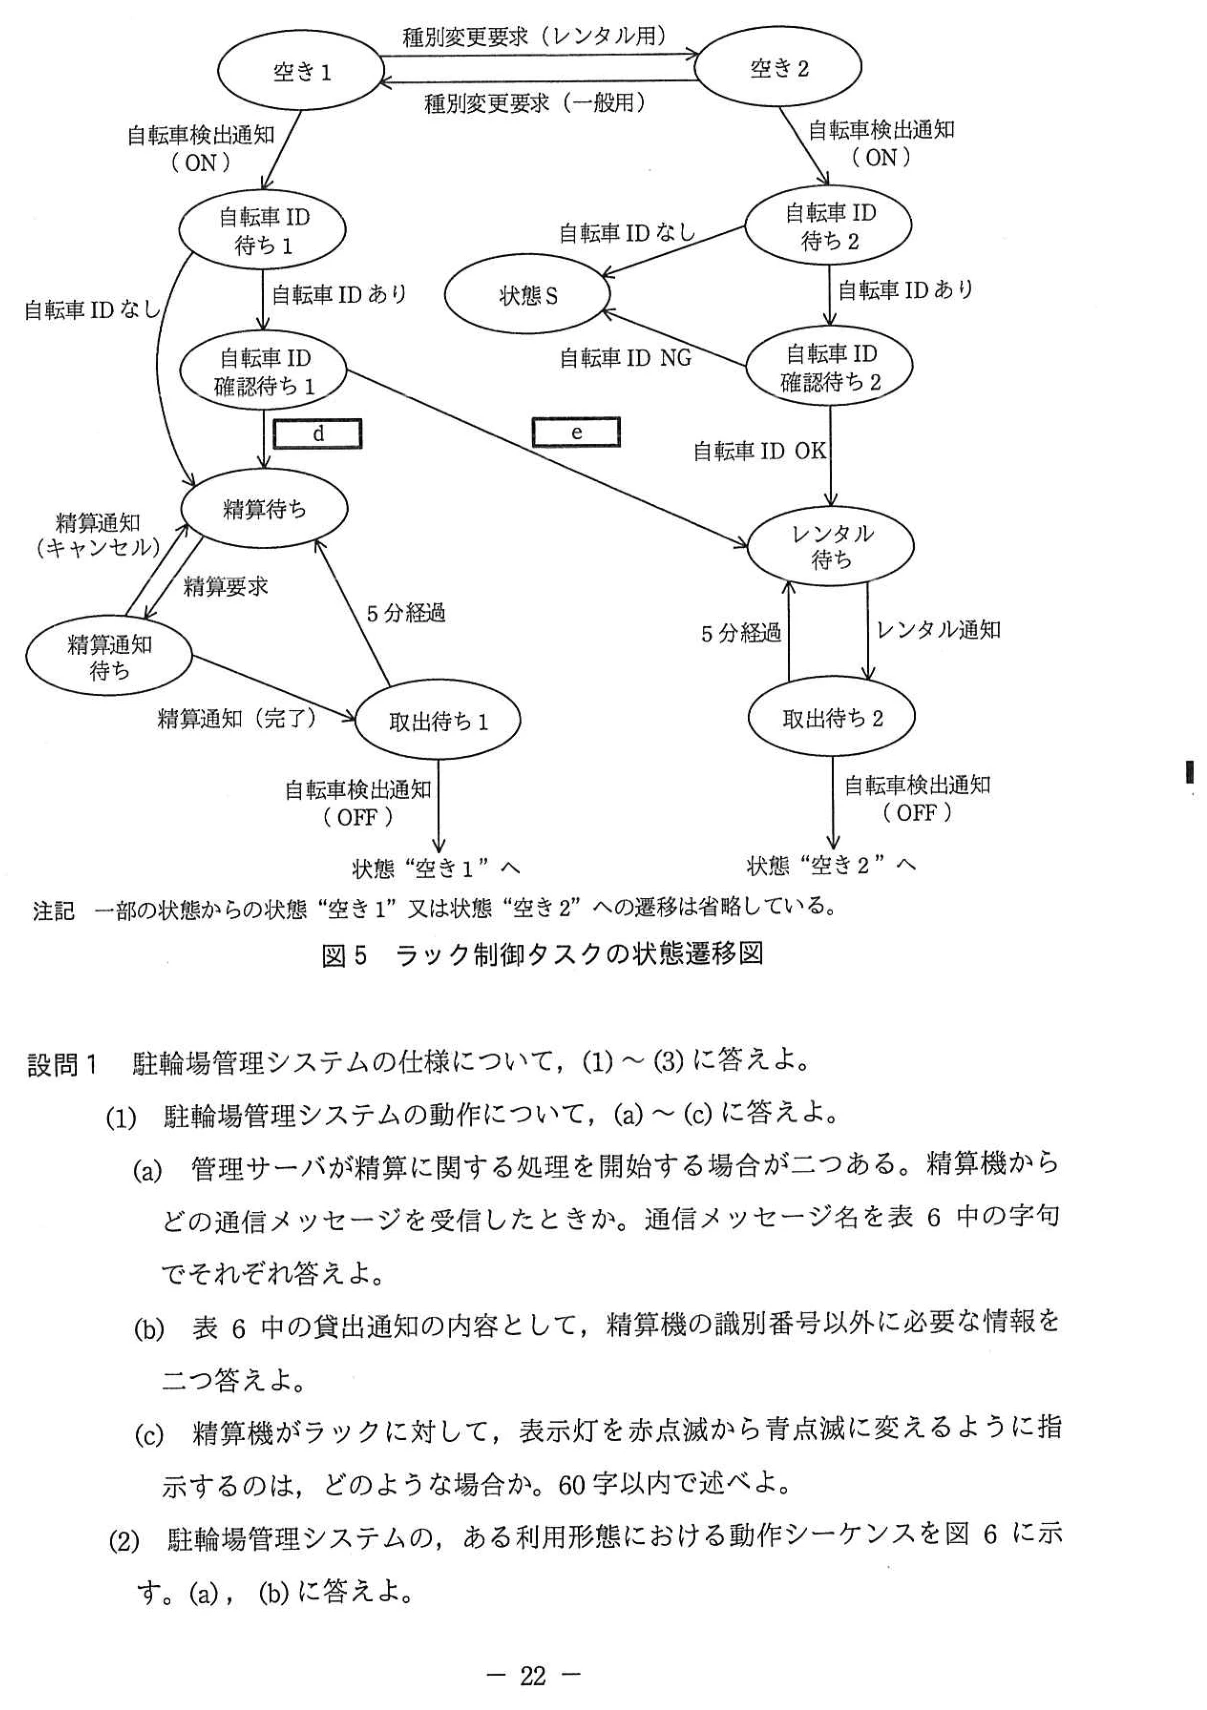 種別変更要求（レンタル用）
空き1
空き2
種別変更要求（一般用）
自転車検出通知
（ON）
自転車検出通知
（ON）
自転車 ID
待ち1
自転車 ID
待ち2
自転車 ID なし
状態S
自転車 ID なし
自転車 ID あり
自転車 ID あり
自転車 ID
確認待ち1
自転車 ID NG
自転車 ID
確認待ち2
d
e
自転車 ID OK
精算待ち
精算通知
（キャンセル）
レンタル
待ち
精算要求
5分経過
5分経過
レンタル通知
精算通知
待ち
精算通知（完了）
取出待ち1
取出待ち2
自転車検出通知
（OFF）
自転車検出通知
（OFF）
状態“空き1”へ
状態“空き2”へ
注記　一部の状態からの状態“空き1”又は状態“空き2”への遷移は省略している。
図5　ラック制御タスクの状態遷移図
設問1　駐輪場管理システムの仕様について，(1)～(3)に答えよ。
(1)　駐輪場管理システムの動作について，(a)～(c)に答えよ。
(a)　管理サーバが精算に関する処理を開始する場合が二つある。精算機から
どの通信メッセージを受信したときか。通信メッセージ名を表 6 中の字句
でそれぞれ答えよ。
(b)　表 6 中の貸出通知の内容として，精算機の識別番号以外に必要な情報を
二つ答えよ。
(c)　精算機がラックに対して，表示灯を赤点滅から青点滅に変えるように指
示するのは，どのような場合か。60字以内で述べよ。
(2)　駐輪場管理システムの，ある利用形態における動作シーケンスを図 6 に示
す。(a)，(b)に答えよ。
－ 22 －